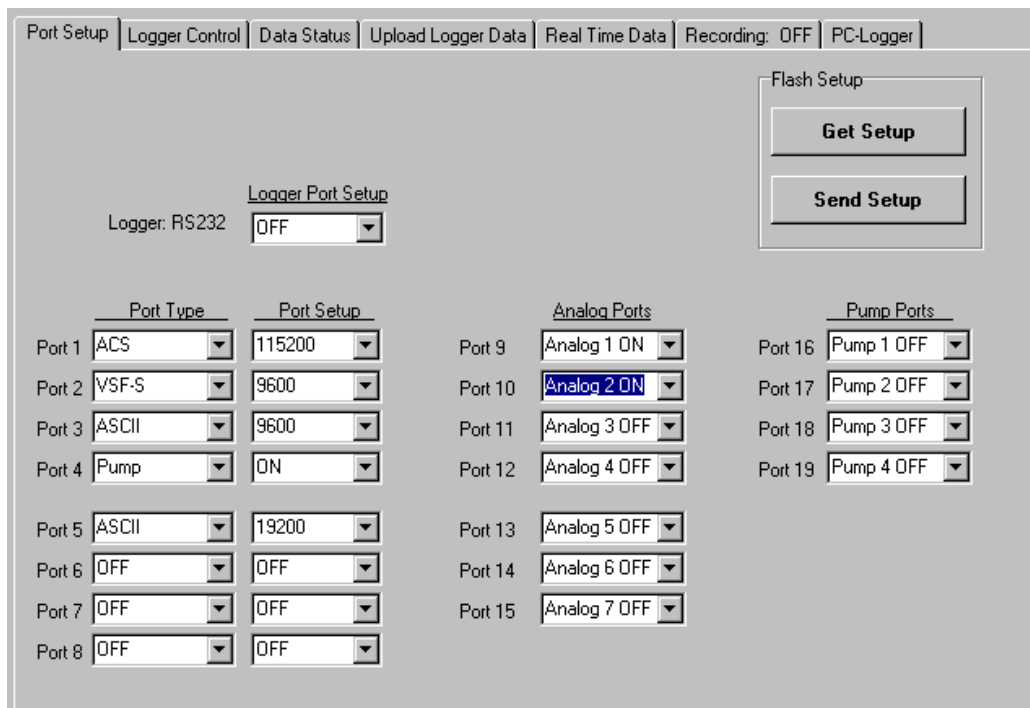 Port Setup Logger Control Data Status Upload Logger Data Real Time Data Recording: OFF PC-Logger
Flash Setup
Get Setup
Send Setup
Logger Port Setup
Logger: RS232 OFF
Port Type Port Setup Analog Ports Pump Ports
Port 1 ACS 115200 Port 9 Analog 1 ON Port 16 Pump 1 OFF
Port 2 VSF-S 9600 Port 10 Analog 2 ON Port 17 Pump 2 OFF
Port 3 ASCII 9600 Port 11 Analog 3 OFF Port 18 Pump 3 OFF
Port 4 Pump ON Port 12 Analog 4 OFF Port 19 Pump 4 OFF
Port 5 ASCII 19200 Port 13 Analog 5 OFF
Port 6 OFF OFF Port 14 Analog 6 OFF
Port 7 OFF OFF Port 15 Analog 7 OFF
Port 8 OFF OFF